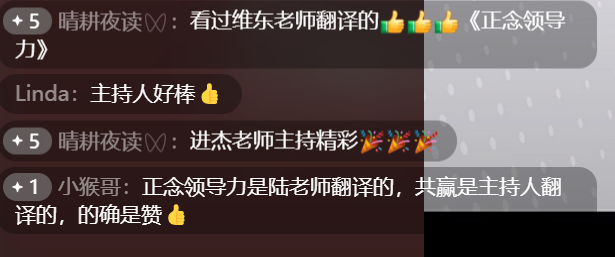 ✦ 5 晴耕夜读：看过维东老师翻译的👍👍👍《正念领导
力》
Linda：主持人好棒👍
✦ 5 晴耕夜读：进杰老师主持精彩🎉🎉🎉
✦ 1 小猴哥：正念领导力是陆老师翻译的，共赢是主持人翻
译的，的确是赞👍